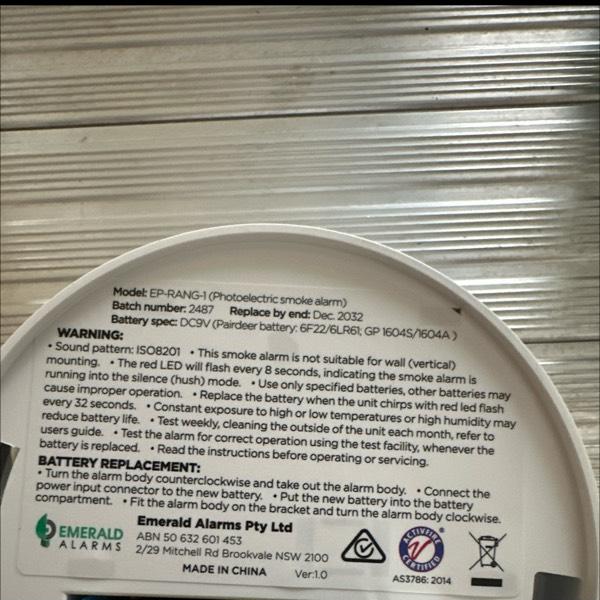 Model: EP-RANG-1 (Photoelectric smoke alarm)
Batch number: 2487 Replace by end: Dec. 2032
Battery spec: DC9V (Pairdeer battery: 6F22/6LR61; GP 1604S/1604A )
WARNING:
• Sound pattern: ISO8201 • This smoke alarm is not suitable for wall (vertical)
mounting. • The red LED will flash every 8 seconds, indicating the smoke alarm is
running into the silence (hush) mode. • Use only specified batteries, other batteries may
cause improper operation. • Replace the battery when the unit chirps with red led flash
every 32 seconds. • Constant exposure to high or low temperatures or high humidity may
reduce battery life. • Test weekly, cleaning the outside of the unit each month, refer to
users guide. • Test the alarm for correct operation using the test facility, whenever the
battery is replaced. • Read the instructions before operating or servicing.
BATTERY REPLACEMENT:
• Turn the alarm body counterclockwise and take out the alarm body. • Connect the
power input connector to the new battery. • Put the new battery into the battery
compartment. • Fit the alarm body on the bracket and turn the alarm body clockwise.
EMERALD
ALARMS
Emerald Alarms Pty Ltd
ABN 50 632 601 453
2/29 Mitchell Rd Brookvale NSW 2100
MADE IN CHINA Ver:1.0
ACTIVFIRE
CERTIFIED
AS3786: 2014